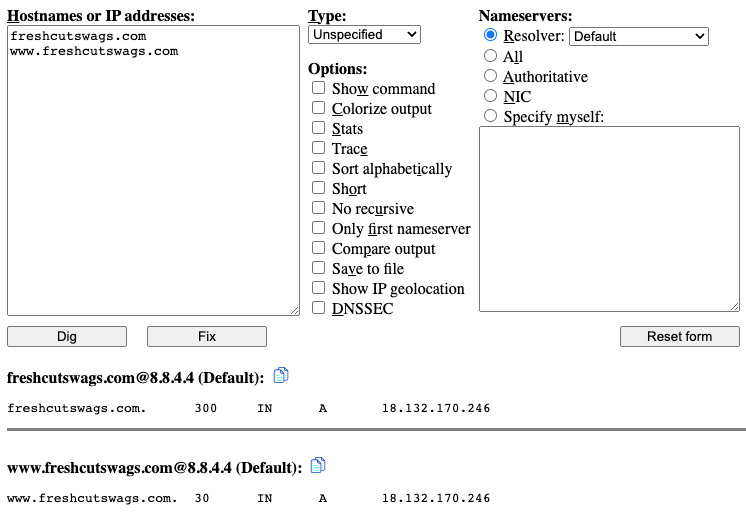 Hostnames or IP addresses:
freshcutswags.com
www.freshcutswags.com
Type:
Unspecified
Options:
Show command
Colorize output
Stats
Trace
Sort alphabetically
Short
No recursive
Only first nameserver
Compare output
Save to file
Show IP geolocation
DNSSEC
Nameservers:
Resolver: Default
All
Authoritative
NIC
Specify myself:
Dig Fix Reset form
freshcutswags.com@8.8.4.4 (Default):
freshcutswags.com. 300 IN A 18.132.170.246
www.freshcutswags.com@8.8.4.4 (Default):
www.freshcutswags.com. 30 IN A 18.132.170.246